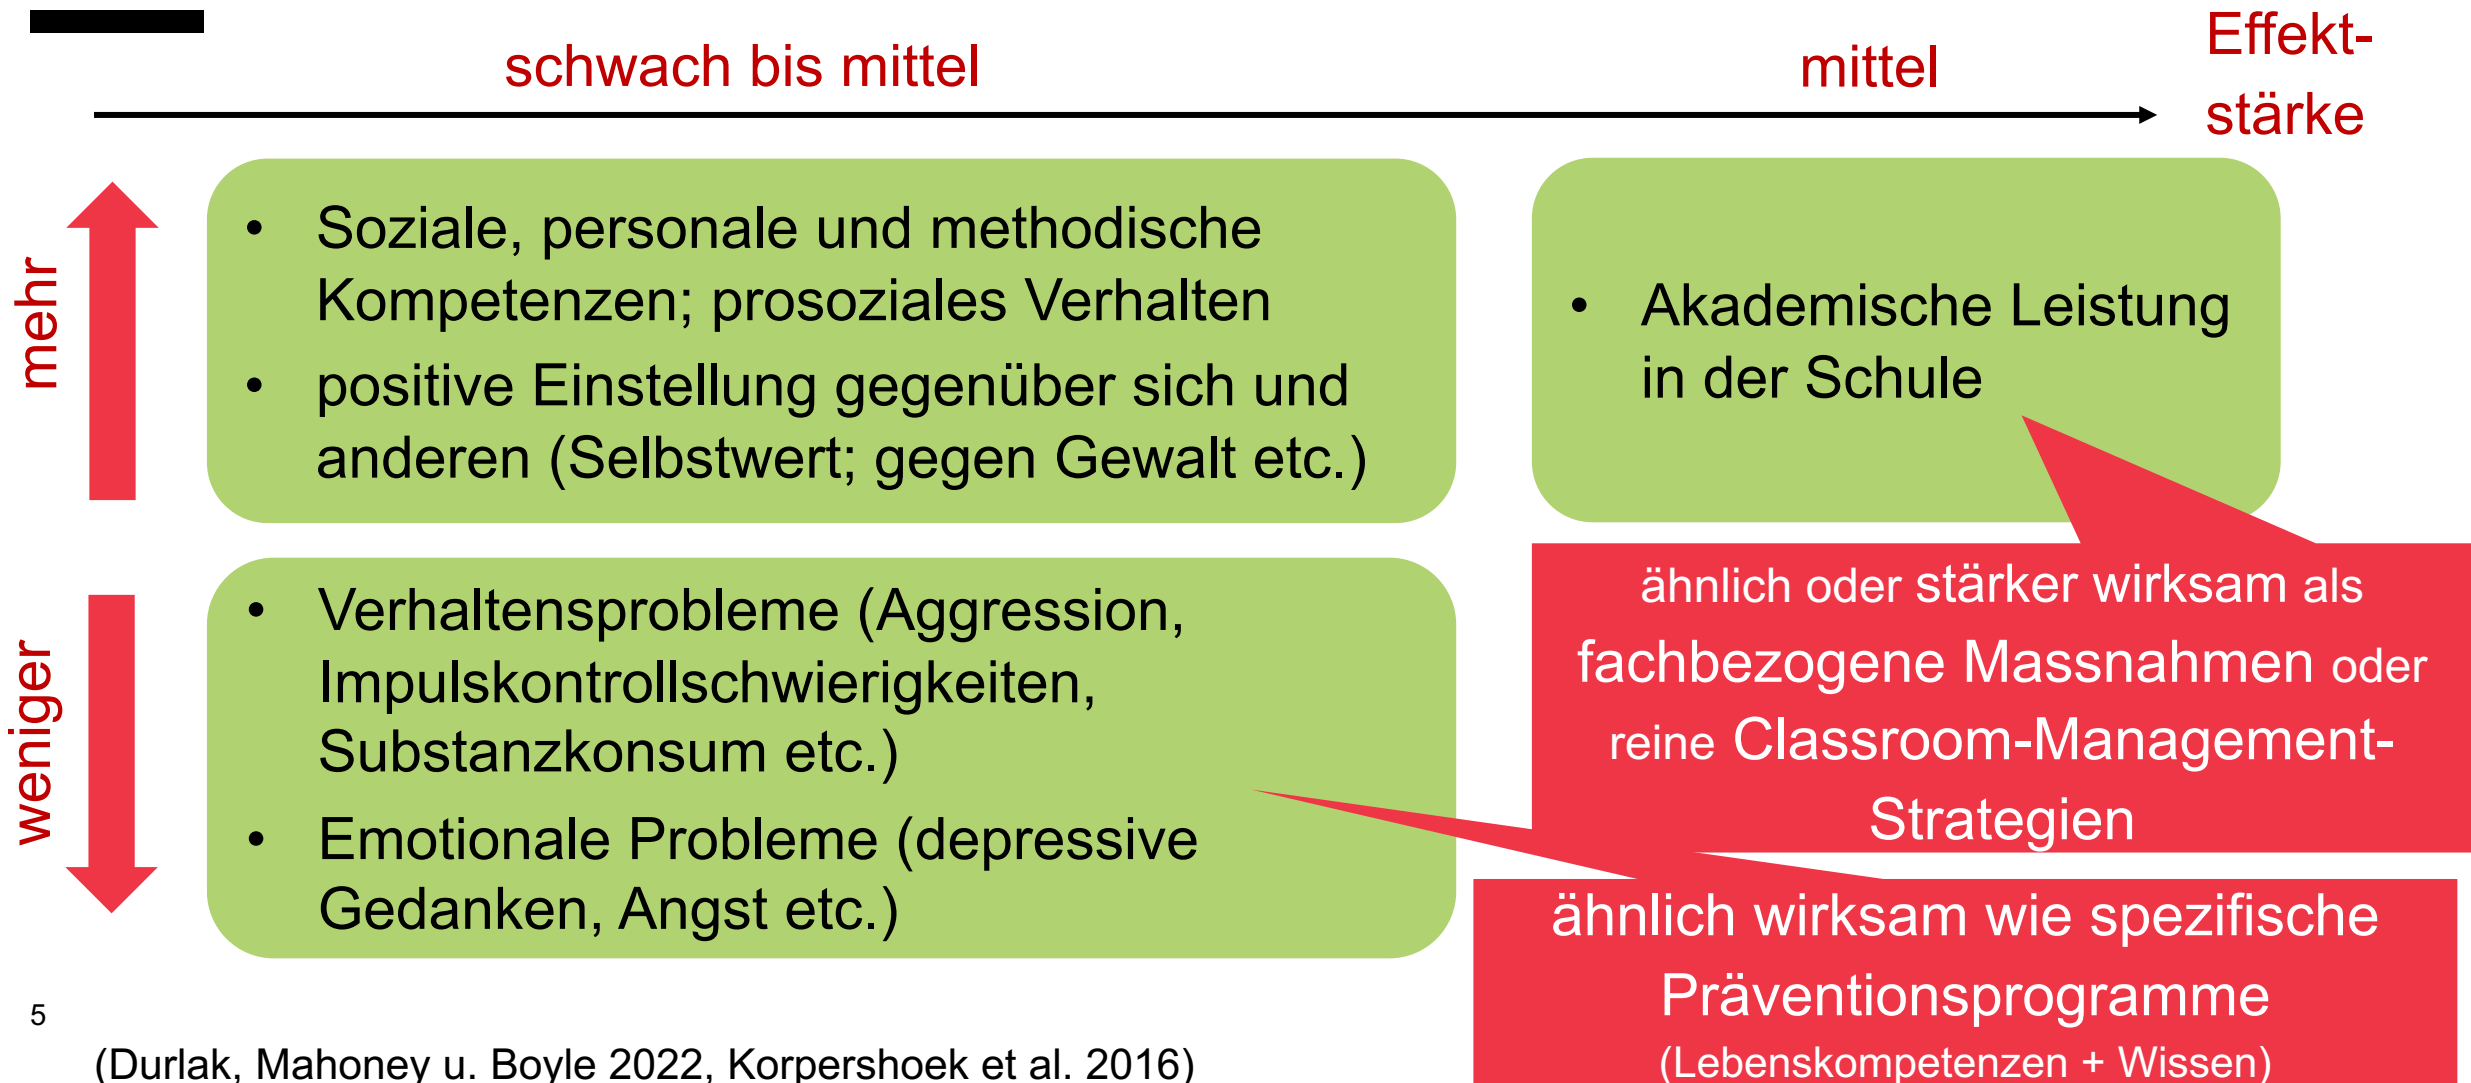 schwach bis mittel
mittel
Effekt-
stärke
mehr
• Soziale, personale und methodische
Kompetenzen; prosoziales Verhalten
• positive Einstellung gegenüber sich und
anderen (Selbstwert; gegen Gewalt etc.)
• Akademische Leistung
in der Schule
weniger
• Verhaltensprobleme (Aggression,
Impulskontrollschwierigkeiten,
Substanzkonsum etc.)
• Emotionale Probleme (depressive
Gedanken, Angst etc.)
ähnlich oder stärker wirksam als
fachbezogene Massnahmen oder
reine Classroom-Management-
Strategien
ähnlich wirksam wie spezifische
Präventionsprogramme
(Lebenskompetenzen + Wissen)
5
(Durlak, Mahoney u. Boyle 2022, Korpershoek et al. 2016)